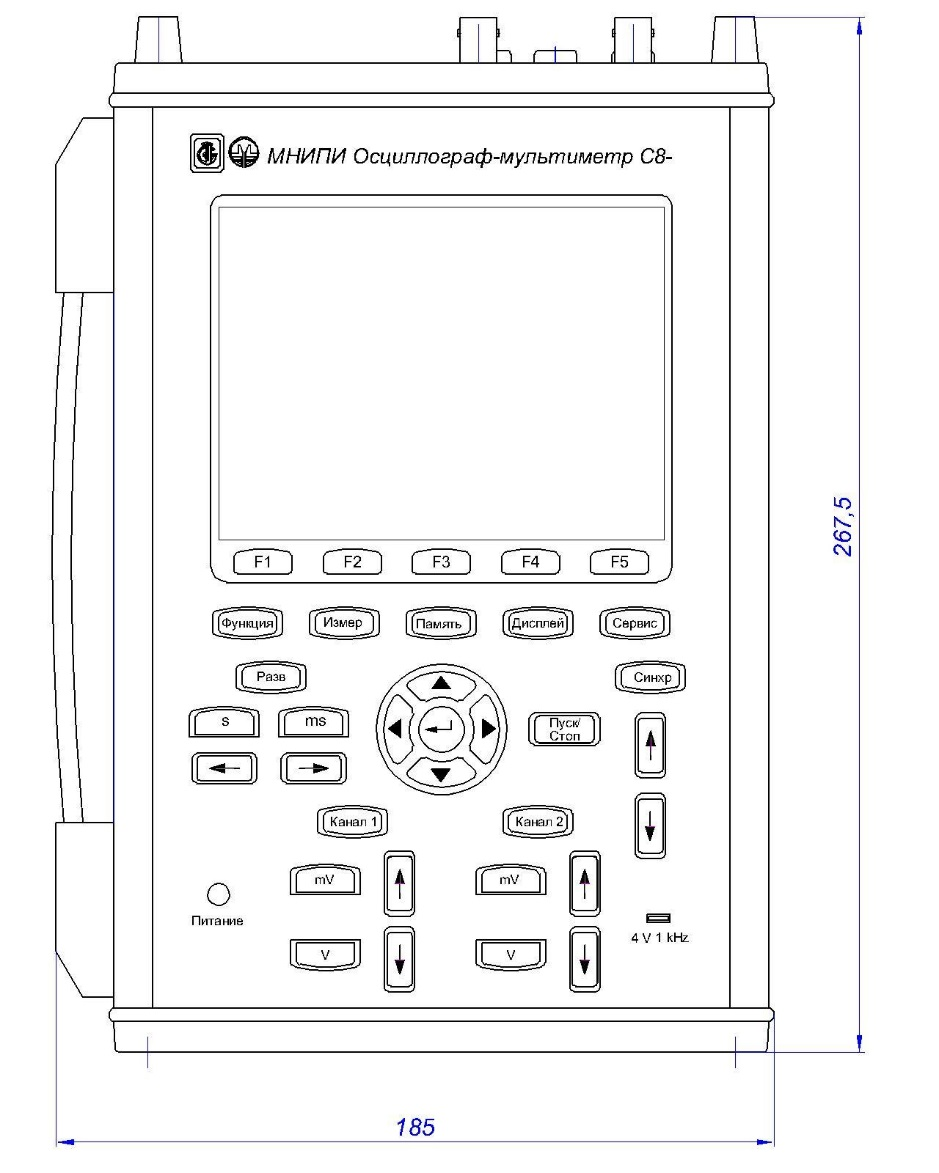 МНИПИ Осциллограф-мультиметр С8-
267,5
F1 F2 F3 F4 F5
Функция Измер Память Дисплей Сервис
Разв Синхр
s ms Пуск/
Стоп
Канал 1 Канал 2
mV mV
Питание
4 V 1 kHz
V V
185